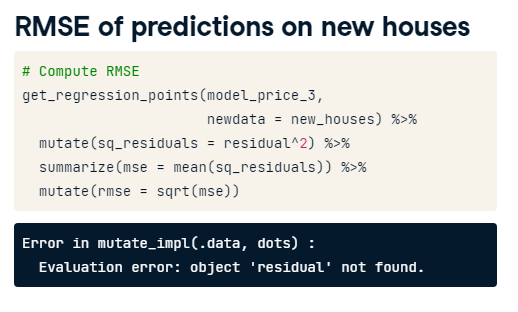 RMSE of predictions on new houses
# Compute RMSE
get_regression_points(model_price_3,
                      newdata = new_houses) %>%
  mutate(sq_residuals = residual^2) %>%
  summarize(mse = mean(sq_residuals)) %>%
  mutate(rmse = sqrt(mse))
Error in mutate_impl(.data, dots) :
  Evaluation error: object 'residual' not found.